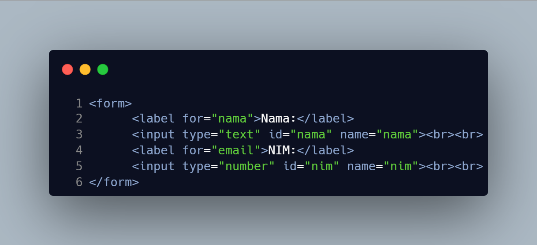 1 <form>
2 <label for="nama">Nama:</label>
3 <input type="text" id="nama" name="nama"><br><br>
4 <label for="email">NIM:</label>
5 <input type="number" id="nim" name="nim"><br><br>
6 </form>